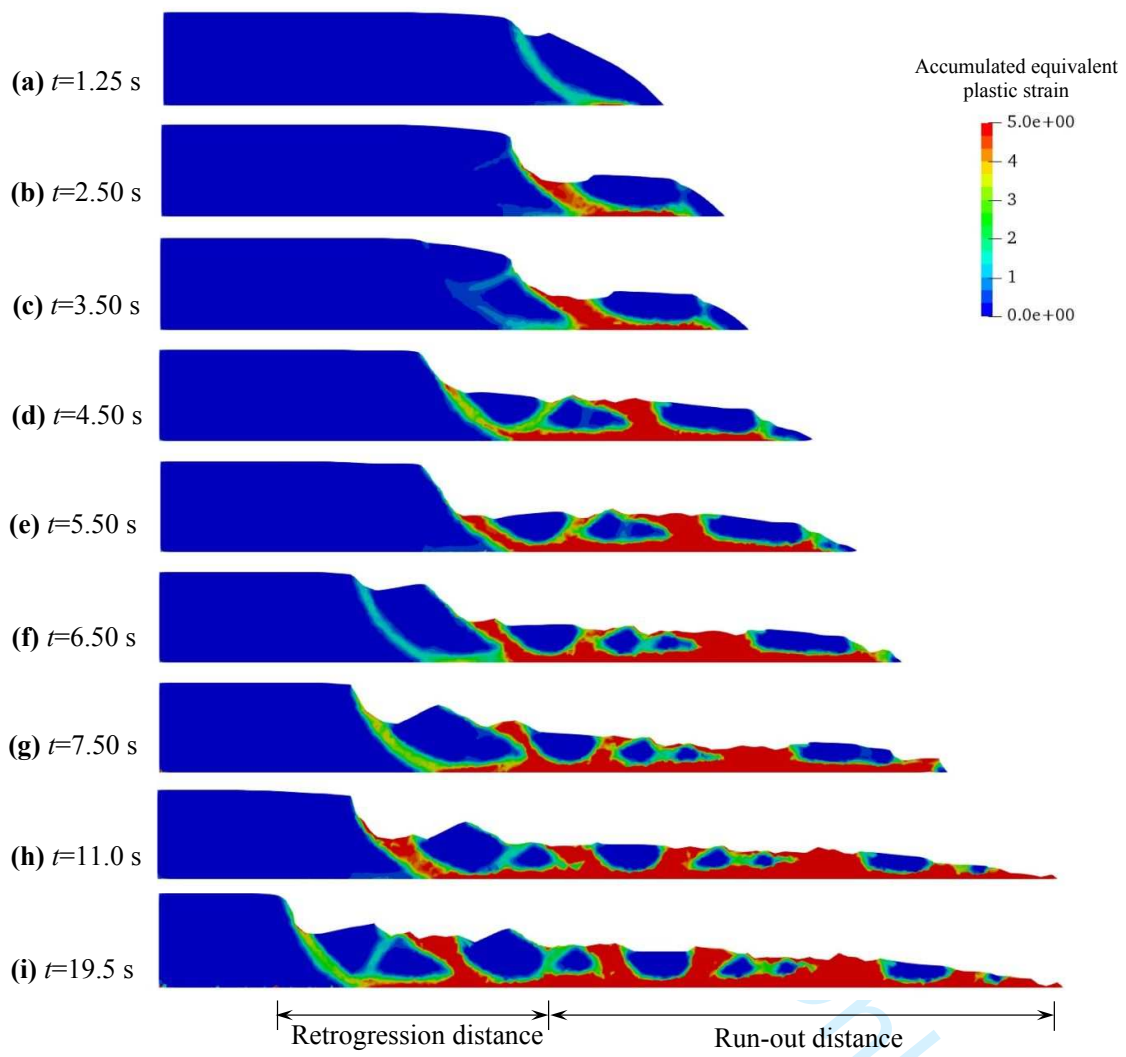 (a) t=1.25 s
Accumulated equivalent
plastic strain
5.0e+00
4
3
2
1
0.0e+00
(b) t=2.50 s
(c) t=3.50 s
(d) t=4.50 s
(e) t=5.50 s
(f) t=6.50 s
(g) t=7.50 s
(h) t=11.0 s
(i) t=19.5 s
Retrogression distance
Run-out distance